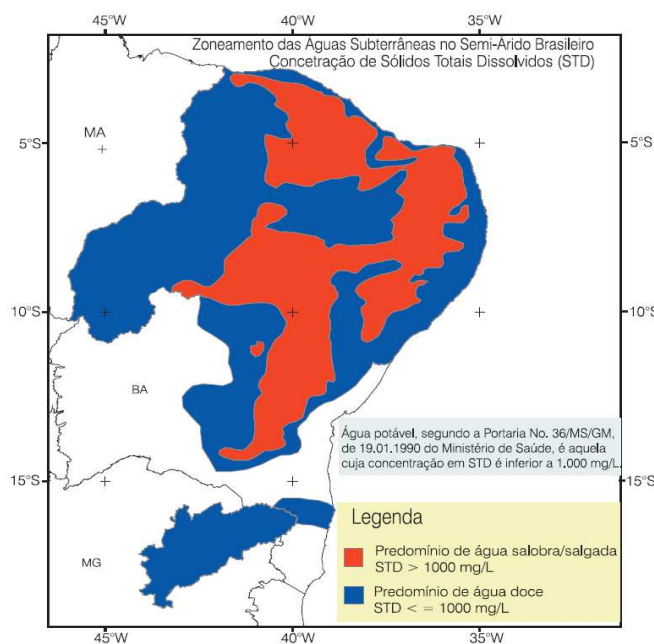 45°W
40°W
35°W
Zoneamento das Águas Subterrâneas no Semi-Árido Brasileiro
Concetração de Sólidos Totais Dissolvidos (STD)
MA
5°S
5°S
10°S
10°S
BA
Água potável, segundo a Portaria No. 36/MS/GM,
de 19.01.1990 do Ministério de Saúde, é aquela
cuja concentração em STD é inferior a 1.000 mg/L.
15°S
MG
Legenda
Predomínio de água salobra/salgada
STD > 1000 mg/L
Predomínio de água doce
STD < = 1000 mg/L
45°W
40°W
35°W